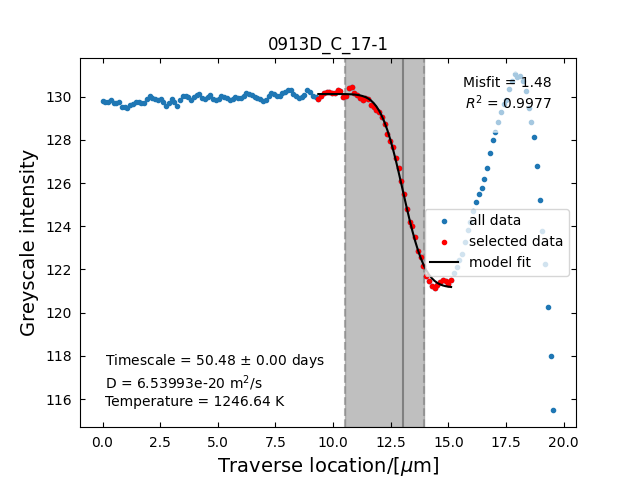 0913D_C_17-1
Misfit = 1.48
R² = 0.9977
130
128
126
124
122
120
118
116
Greyscale intensity
all data
selected data
model fit
Timescale = 50.48 ± 0.00 days
D = 6.53993e-20 m²/s
Temperature = 1246.64 K
0.0 2.5 5.0 7.5 10.0 12.5 15.0 17.5 20.0
Traverse location/[μm]